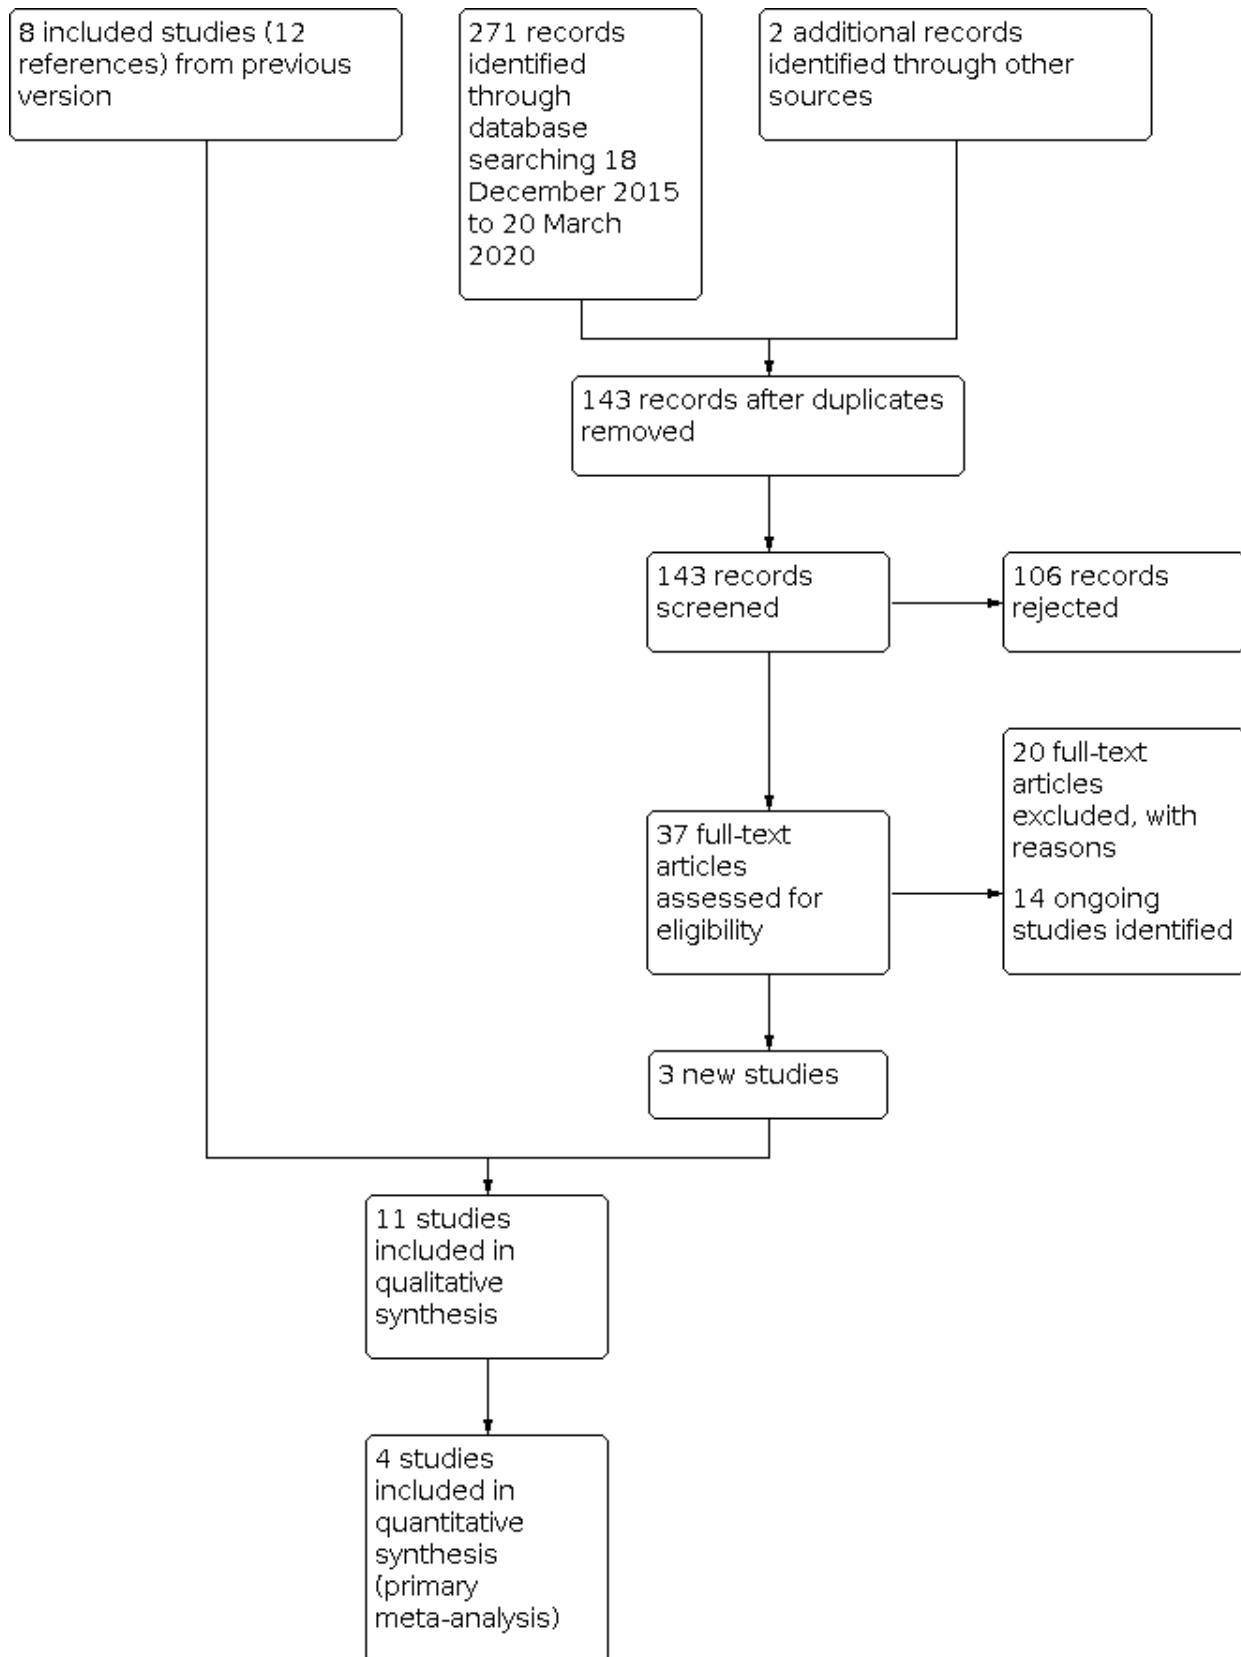 8 included studies (12
references) from previous
version
271 records
identified
through
database
searching 18
December 2015
to 20 March
2020
2 additional records
identified through other
sources
143 records after duplicates
removed
143 records
screened
106 records
rejected
37 full-text
articles
assessed for
eligibility
20 full-text
articles
excluded, with
reasons
14 ongoing
studies identified
3 new studies
11 studies
included in
qualitative
synthesis
4 studies
included in
quantitative
synthesis
(primary
meta-analysis)